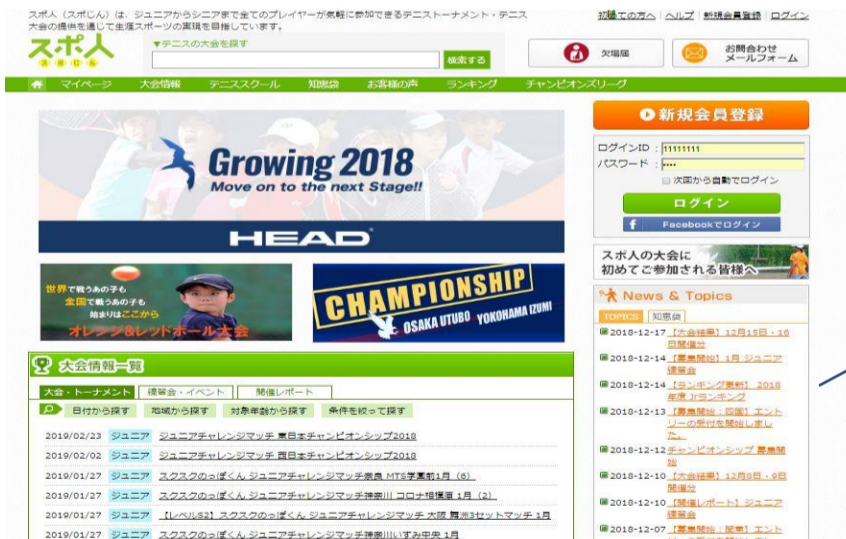 スポ人（スポじん）は、ジュニアからシニアまで全てのプレイヤーが気軽に参加できるテニストーナメント・テニス
大会の提供を通じて生涯スポーツの実現を目指しています。
初めての方へ | ヘルプ | 新規会員登録 | ログイン
スポ人
スポじん
▼テニスの大会を探す
検索する
欠場届
お問合わせ
メールフォーム
マイページ 大会情報 テニススクール 知恵袋 お客様の声 ランキング チャンピオンズリーグ
Growing 2018
Move on to the next Stage!!
HEAD
世界で戦うあの子も
全国で戦うあの子も
始まりはここから
オレンジ&レッドボール大会
CHAMPIONSHIP
OSAKA UTUBO YOKOHAMA IZUMI
大会情報一覧
大会・トーナメント 練習会・イベント 開催レポート
日付から探す 地域から探す 対象年齢から探す 条件を絞って探す
2019/02/23 ジュニア ジュニアチャレンジマッチ 東日本チャンピオンシップ2018
2019/02/02 ジュニア ジュニアチャレンジマッチ 西日本チャンピオンシップ2018
2019/01/27 ジュニア スクスクのっぽくん ジュニアチャレンジマッチ奈良 MTS学園前1月（6）
2019/01/27 ジュニア スクスクのっぽくん ジュニアチャレンジマッチ神奈川 コロナ相模原 1月（2）
2019/01/27 ジュニア 【レベルS2】スクスクのっぽくん ジュニアチャレンジマッチ 大阪 舞洲3セットマッチ 1月
2019/01/27 ジュニア スクスクのっぽくん ジュニアチャレンジマッチ神奈川いずみ中央 1月
新規会員登録
ログインID : 11111111
パスワード : ••••
次回から自動でログイン
ログイン
f Facebookでログイン
スポ人の大会に
初めてご参加される皆様へ
News & Topics
TOPICS 知恵袋
2018-12-17 【大会結果】12月15日・16
日開催分
2018-12-14 【募集開始】1月 ジュニア
練習会
2018-12-14 【ランキング更新】 2018
年度 Jrランキング
2018-12-13 【募集開始：四国】エント
リーの受付を開始しまし
た。
2018-12-12 チャンピオンシップ 募集開
始
2018-12-10 【大会結果】12月8日・9日
開催分
2018-12-10 【開催レポート】ジュニア
練習会
2018-12-07 【募集開始：関東】エント